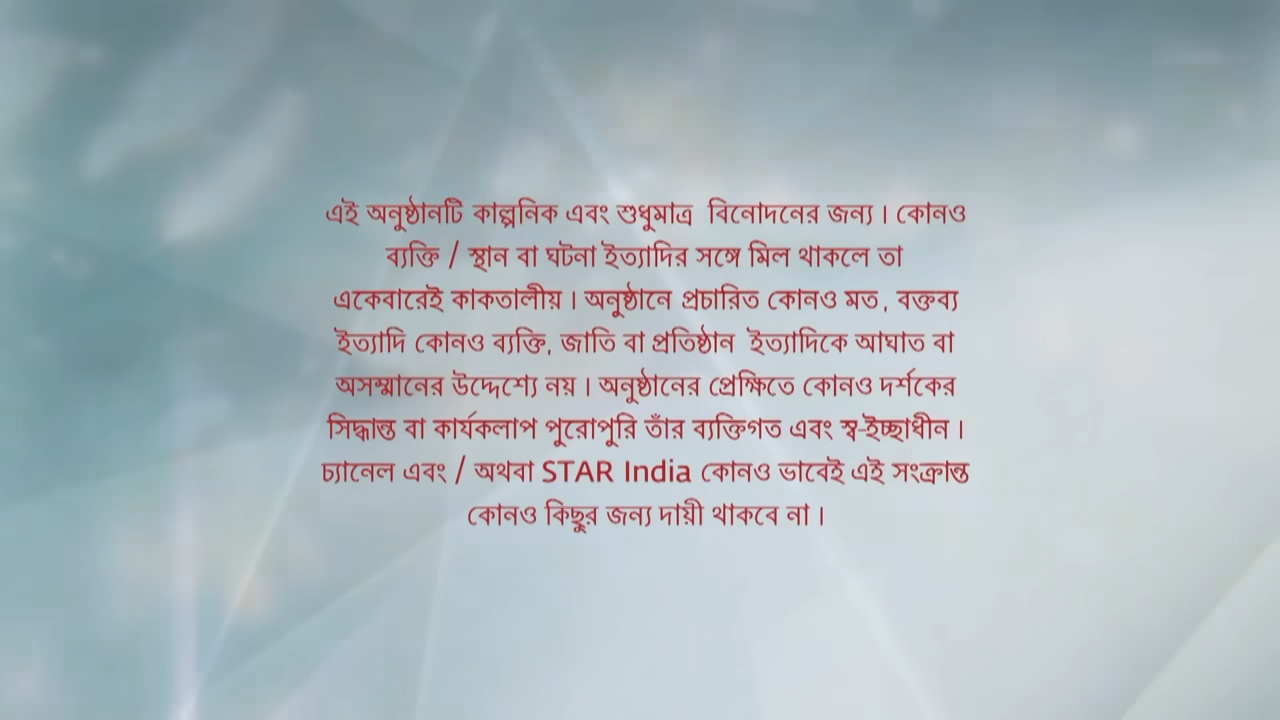 এই অনুষ্ঠানটি কাল্পনিক এবং শুধুমাত্র বিনোদনের জন্য। কোনও
ব্যক্তি / স্থান বা ঘটনা ইত্যাদির সঙ্গে মিল থাকলে তা
একেবারেই কাকতালীয়। অনুষ্ঠানে প্রচারিত কোনও মত, বক্তব্য
ইত্যাদি কোনও ব্যক্তি, জাতি বা প্রতিষ্ঠান ইত্যাদিকে আঘাত বা
অসম্মানের উদ্দেশ্যে নয়। অনুষ্ঠানের প্রেক্ষিতে কোনও দর্শকের
সিদ্ধান্ত বা কার্যকলাপ পুরোপুরি তাঁর ব্যক্তিগত এবং স্ব-ইচ্ছাধীন।
চ্যানেল এবং / অথবা STAR India কোনও ভাবেই এই সংক্রান্ত
কোনও কিছুর জন্য দায়ী থাকবে না।